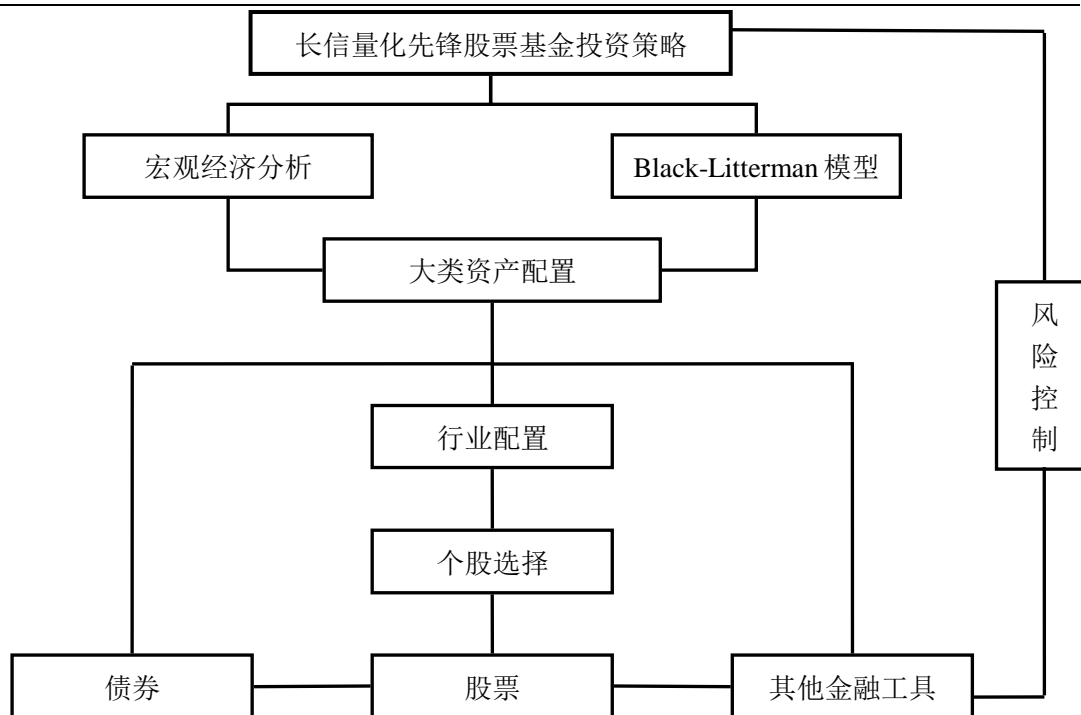 长信量化先锋股票基金投资策略
宏观经济分析
Black-Litterman 模型
大类资产配置
风
险
控
制
行业配置
个股选择
债券
股票
其他金融工具